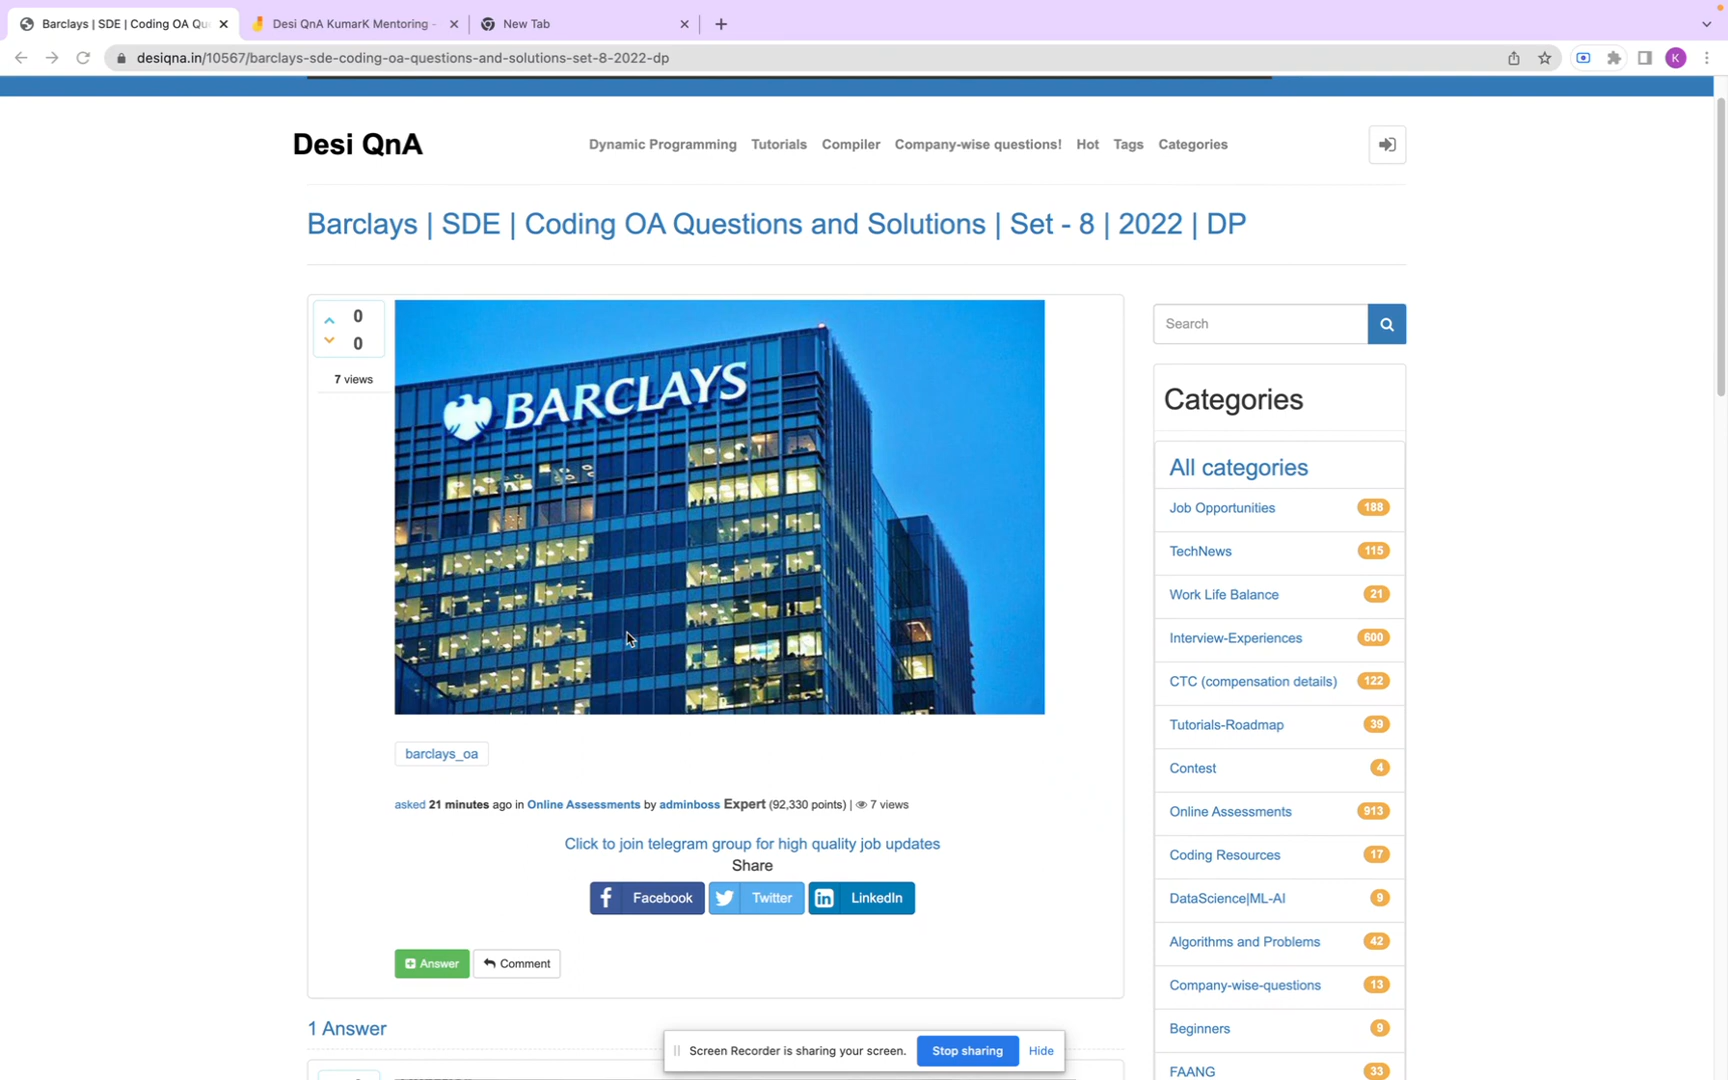 Barclays | SDE | Coding OA Qu
Desi QnA KumarK Mentoring -
New Tab
desiqna.in/10567/barclays-sde-coding-oa-questions-and-solutions-set-8-2022-dp
K
Desi QnA
Dynamic Programming Tutorials Compiler Company-wise questions! Hot Tags Categories
Barclays | SDE | Coding OA Questions and Solutions | Set - 8 | 2022 | DP
0
0
7 views
BARCLAYS
Search
Categories
All categories
Job Opportunities 188
TechNews 115
Work Life Balance 21
Interview-Experiences 600
CTC (compensation details) 122
Tutorials-Roadmap 39
Contest 4
Online Assessments 913
Coding Resources 17
DataScience|ML-AI 9
Algorithms and Problems 42
Company-wise-questions 13
Beginners 9
FAANG 33
barclays_oa
asked 21 minutes ago in Online Assessments by adminboss Expert (92,330 points) | 7 views
Click to join telegram group for high quality job updates
Share
Facebook Twitter LinkedIn
Answer Comment
1 Answer
Screen Recorder is sharing your screen. Stop sharing Hide